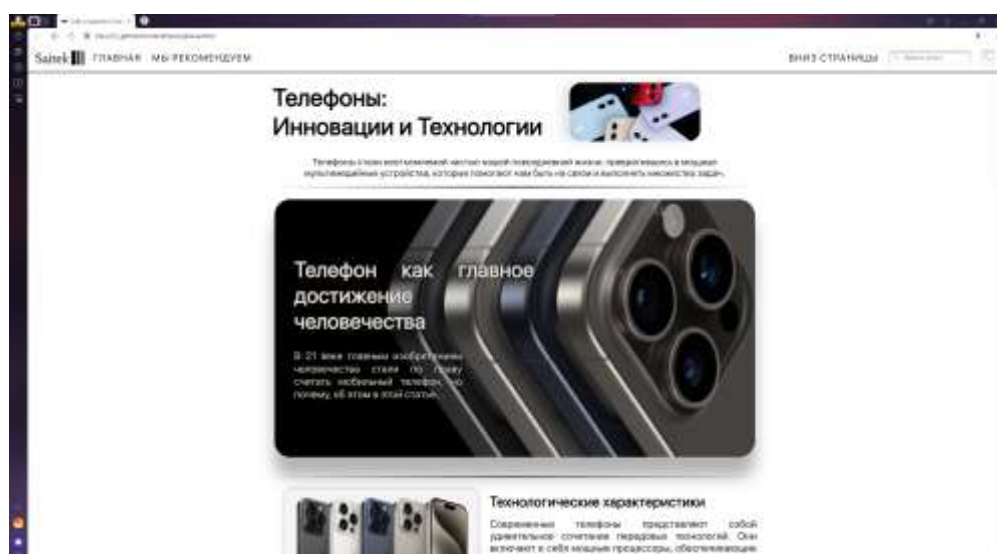 Saitek ГЛАВНАЯ МЫ РЕКОМЕНДУЕМ ВНИЗ СТРАНИЦЫ
Телефоны:
Инновации и Технологии
Телефоны стали неотъемлемой частью нашей повседневной жизни, превратившись в мощные
мультимедийные устройства, которые помогают нам быть на связи и выполнять множество задач.
Телефон как главное
достижение
человечества
В 21 веке главным изобретением
человечества стали по праву
считать мобильный телефон, но
почему, об этом в этой статье.
Технологические характеристики
Современные телефоны представляют собой
удивительное сочетание передовых технологий. Они
включают в себя мощные процессоры, обеспечивающие